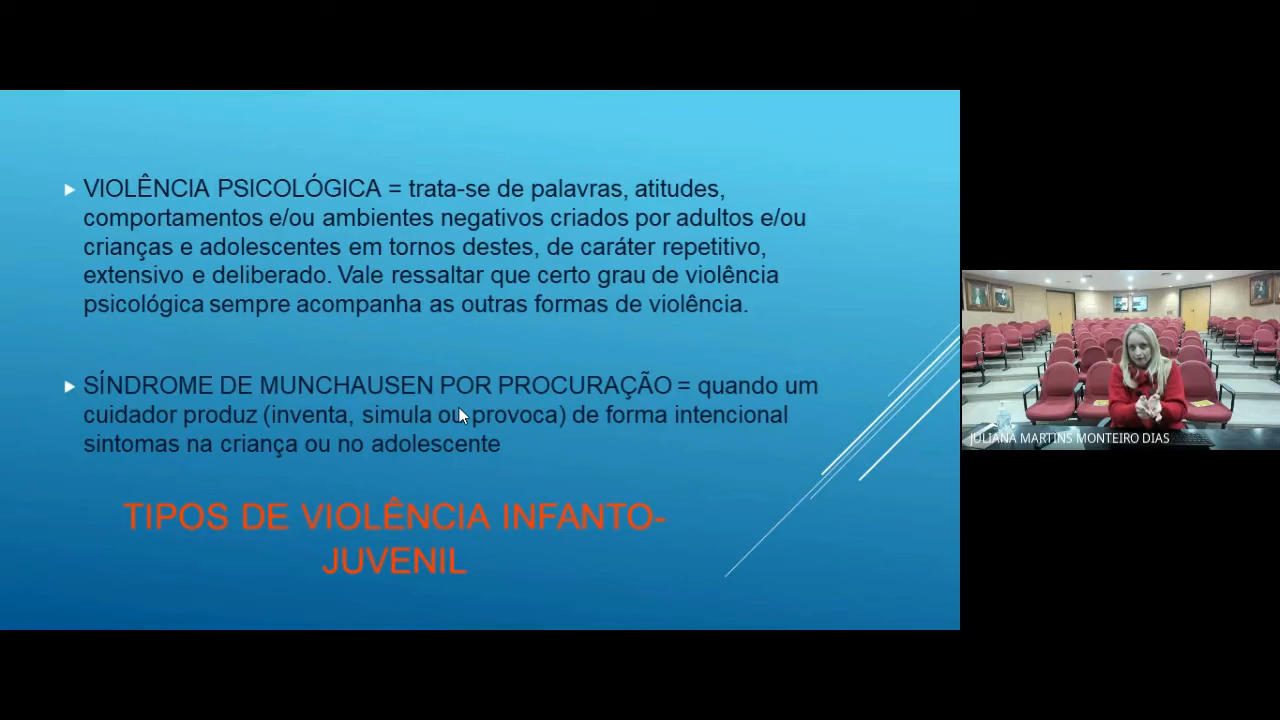 VIOLÊNCIA PSICOLÓGICA = trata-se de palavras, atitudes,
comportamentos e/ou ambientes negativos criados por adultos e/ou
crianças e adolescentes em tornos destes, de caráter repetitivo,
extensivo e deliberado. Vale ressaltar que certo grau de violência
psicológica sempre acompanha as outras formas de violência.
SÍNDROME DE MUNCHAUSEN POR PROCURAÇÃO = quando um
cuidador produz (inventa, simula ou provoca) de forma intencional
sintomas na criança ou no adolescente
TIPOS DE VIOLÊNCIA INFANTO-
JUVENIL
JULIANA MARTINS MONTEIRO DIAS